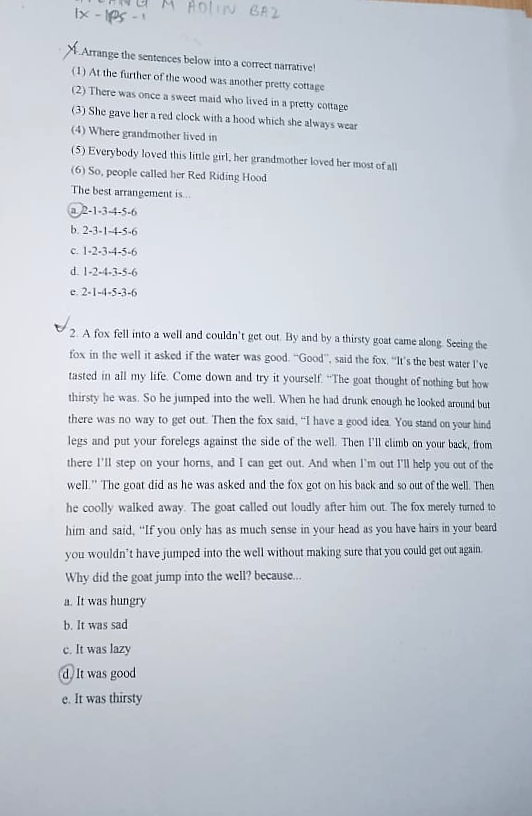 M ADLIN BAZ
IX - IPS - 1
1. Arrange the sentences below into a correct narrative!
(1) At the further of the wood was another pretty cottage
(2) There was once a sweet maid who lived in a pretty cottage
(3) She gave her a red clock with a hood which she always wear
(4) Where grandmother lived in
(5) Everybody loved this little girl, her grandmother loved her most of all
(6) So, people called her Red Riding Hood
The best arrangement is...
a. 2-1-3-4-5-6
b. 2-3-1-4-5-6
c. 1-2-3-4-5-6
d. 1-2-4-3-5-6
e. 2-1-4-5-3-6
2. A fox fell into a well and couldn't get out. By and by a thirsty goat came along. Seeing the
fox in the well it asked if the water was good. "Good", said the fox. "It's the best water I've
tasted in all my life. Come down and try it yourself. "The goat thought of nothing but how
thirsty he was. So he jumped into the well. When he had drunk enough he looked around but
there was no way to get out. Then the fox said, "I have a good idea. You stand on your hind
legs and put your forelegs against the side of the well. Then I'll climb on your back, from
there I'll step on your horns, and I can get out. And when I'm out I'll help you out of the
well." The goat did as he was asked and the fox got on his back and so out of the well. Then
he coolly walked away. The goat called out loudly after him out. The fox merely turned to
him and said, "If you only has as much sense in your head as you have hairs in your beard
you wouldn't have jumped into the well without making sure that you could get out again.
Why did the goat jump into the well? because...
a. It was hungry
b. It was sad
c. It was lazy
d. It was good
e. It was thirsty